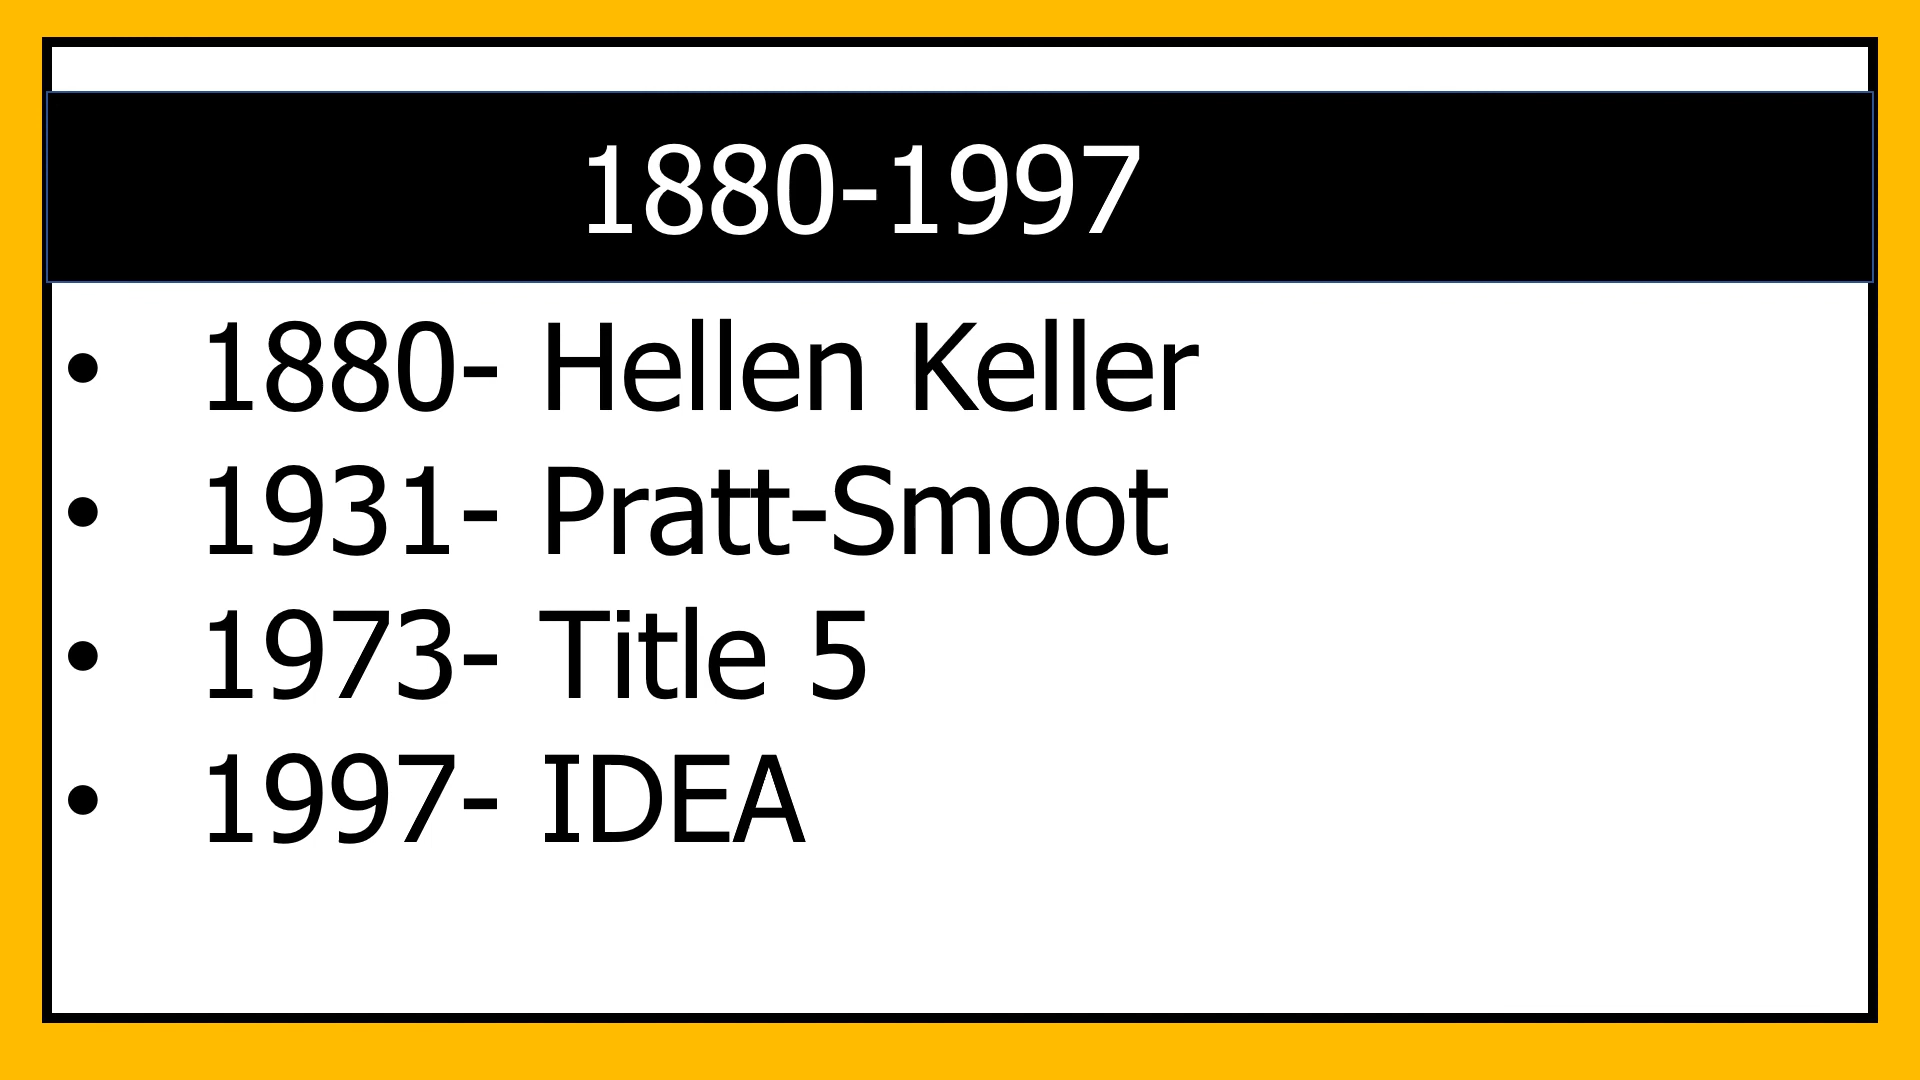 1880-1997
• 1880- Hellen Keller
• 1931- Pratt-Smoot
• 1973- Title 5
• 1997- IDEA